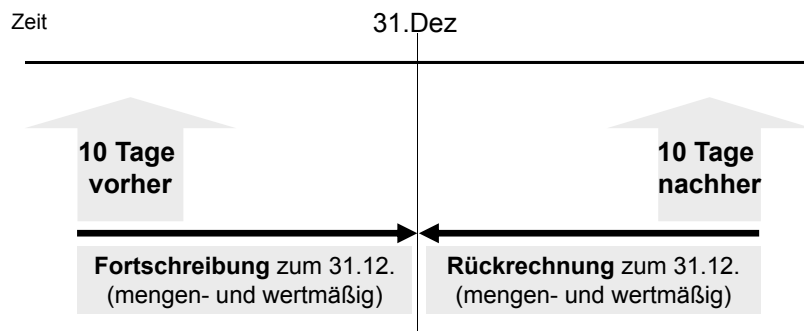 Zeit
31.Dez
10 Tage
vorher
10 Tage
nachher
Fortschreibung zum 31.12.
(mengen- und wertmäßig)
Rückrechnung zum 31.12.
(mengen- und wertmäßig)